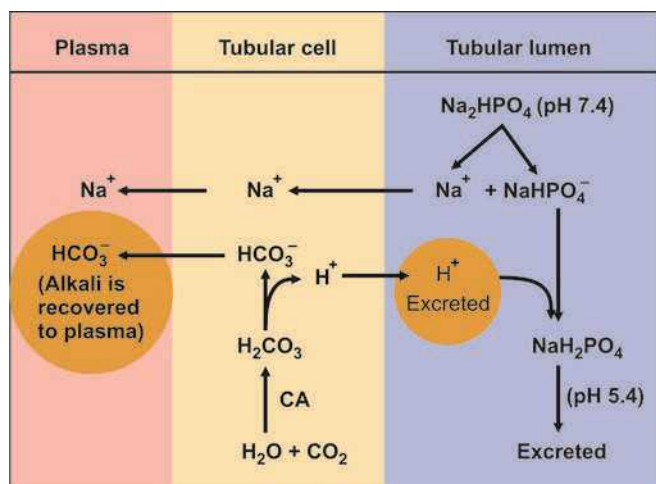 Plasma Tubular cell Tubular lumen
Na₂HPO₄ (pH 7.4)
Na⁺ Na⁺ Na⁺ + NaHPO₄⁻
HCO₃⁻ HCO₃⁻ H⁺ H⁺
(Alkali is
recovered
to plasma)
Excreted
H₂CO₃ NaH₂PO₄
CA (pH 5.4)
H₂O + CO₂ Excreted